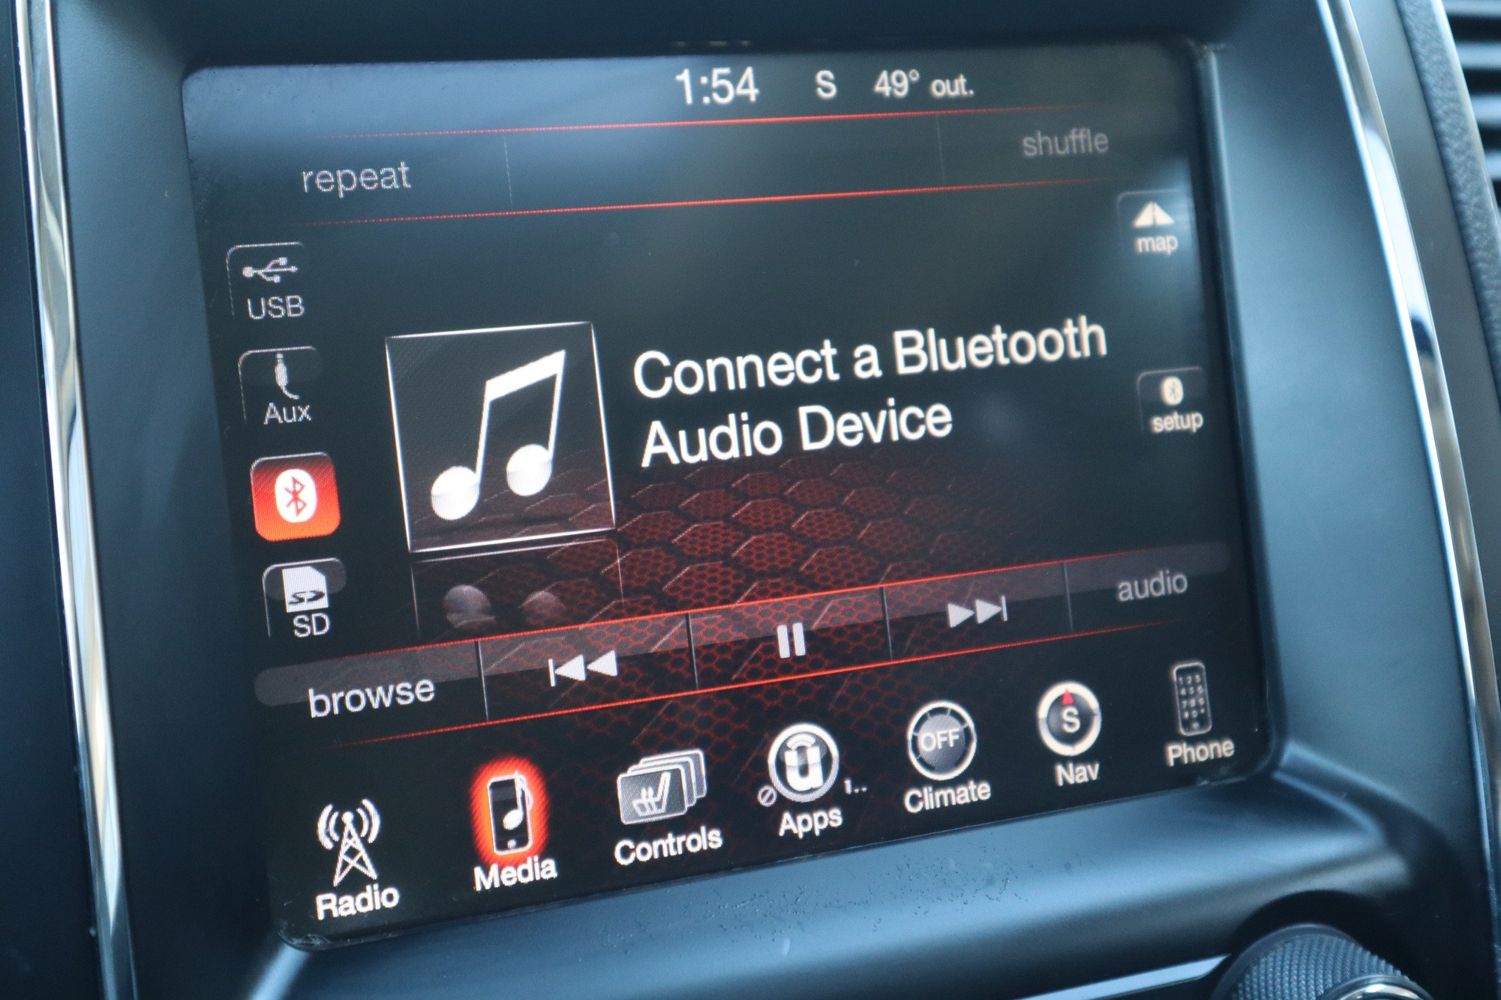 1:54 S 49° out.
repeat
shuffle
map
USB
Connect a Bluetooth
Audio Device
Aux
setup
SD
browse
audio
Radio
Media
Controls
Apps
OFF
Climate
S
Nav
Phone